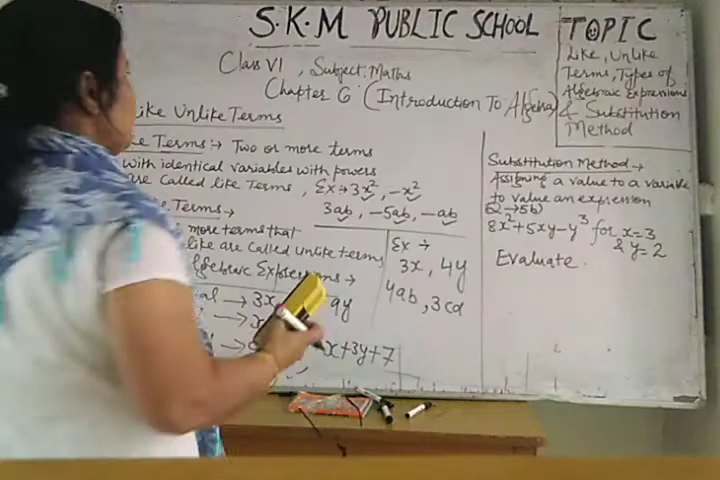 S.K.M PUBLIC SCHOOL
TOPIC
Like, Unlike
Terms, Types of
Algebraic Expressions
& Substitution
Method
Class VI, Subject: Maths
Chapter 6: (Introduction To Algebra)
Like Unlike Terms
Terms:→ Two or more terms
with identical variables with powers
are called like Terms, Ex → 3x², -x²
3ab, -5ab, -ab
Terms →
more terms that
like are called unlike terms
Algebraic Expressions →
→ 3x 9y
→ x
→ x+3y+7
Ex →
3x, 4y
4ab, 3cd
Substitution Method →
Assigning a value to a variable
to value an expression
8x²+5xy-y³ for x=3
& y=2
Evaluate.